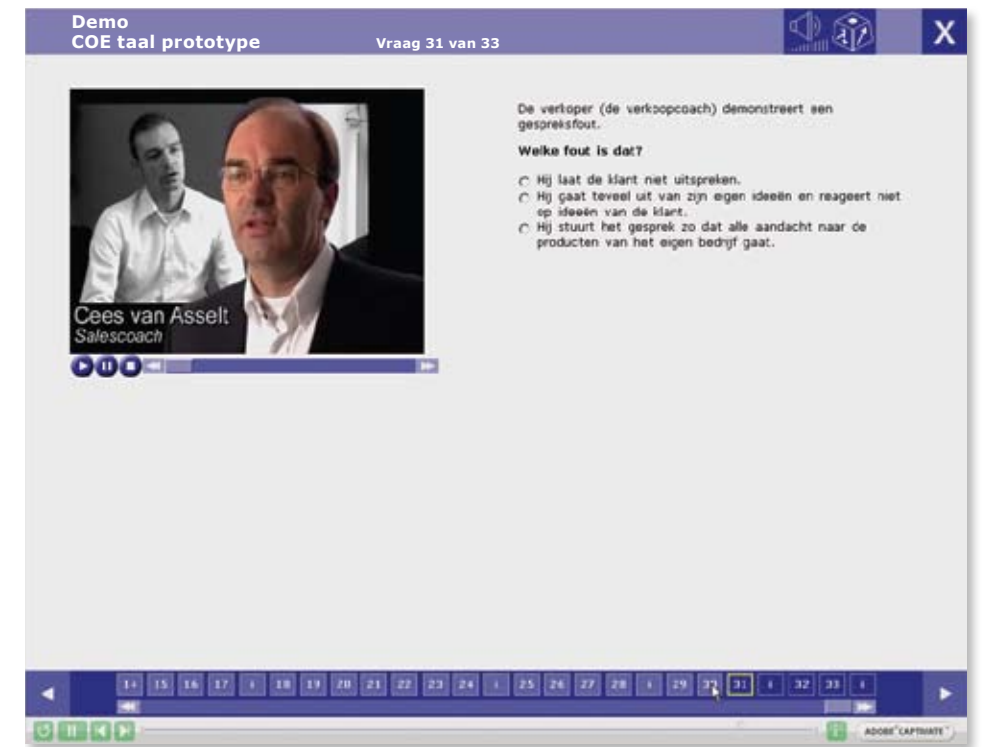 Demo
COE taal prototype
Vraag 31 van 33
X
De verkoper (de verkoopcoach) demonstreert een
gespreksfout.
Welke fout is dat?
Hij laat de klant niet uitspreken.
Hij gaat teveel uit van zijn eigen ideeën en reageert niet
op ideeën van de klant.
Hij stuurt het gesprek zo dat alle aandacht naar de
producten van het eigen bedrijf gaat.
Cees van Asselt
Salescoach
14 15 16 17 i 18 19 20 21 22 23 24 i 25 26 27 28 i 29 30 31 i 32 33 i
ADOBE CAPTIVATE